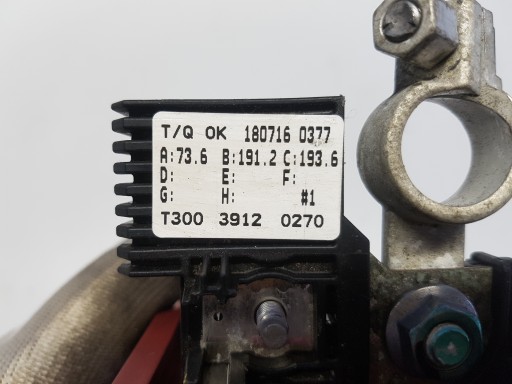 T/Q OK 180716 0377
A:73.6 B:191.2 C:193.6
D: E: F:
G: H: #1
T300 3912 0270